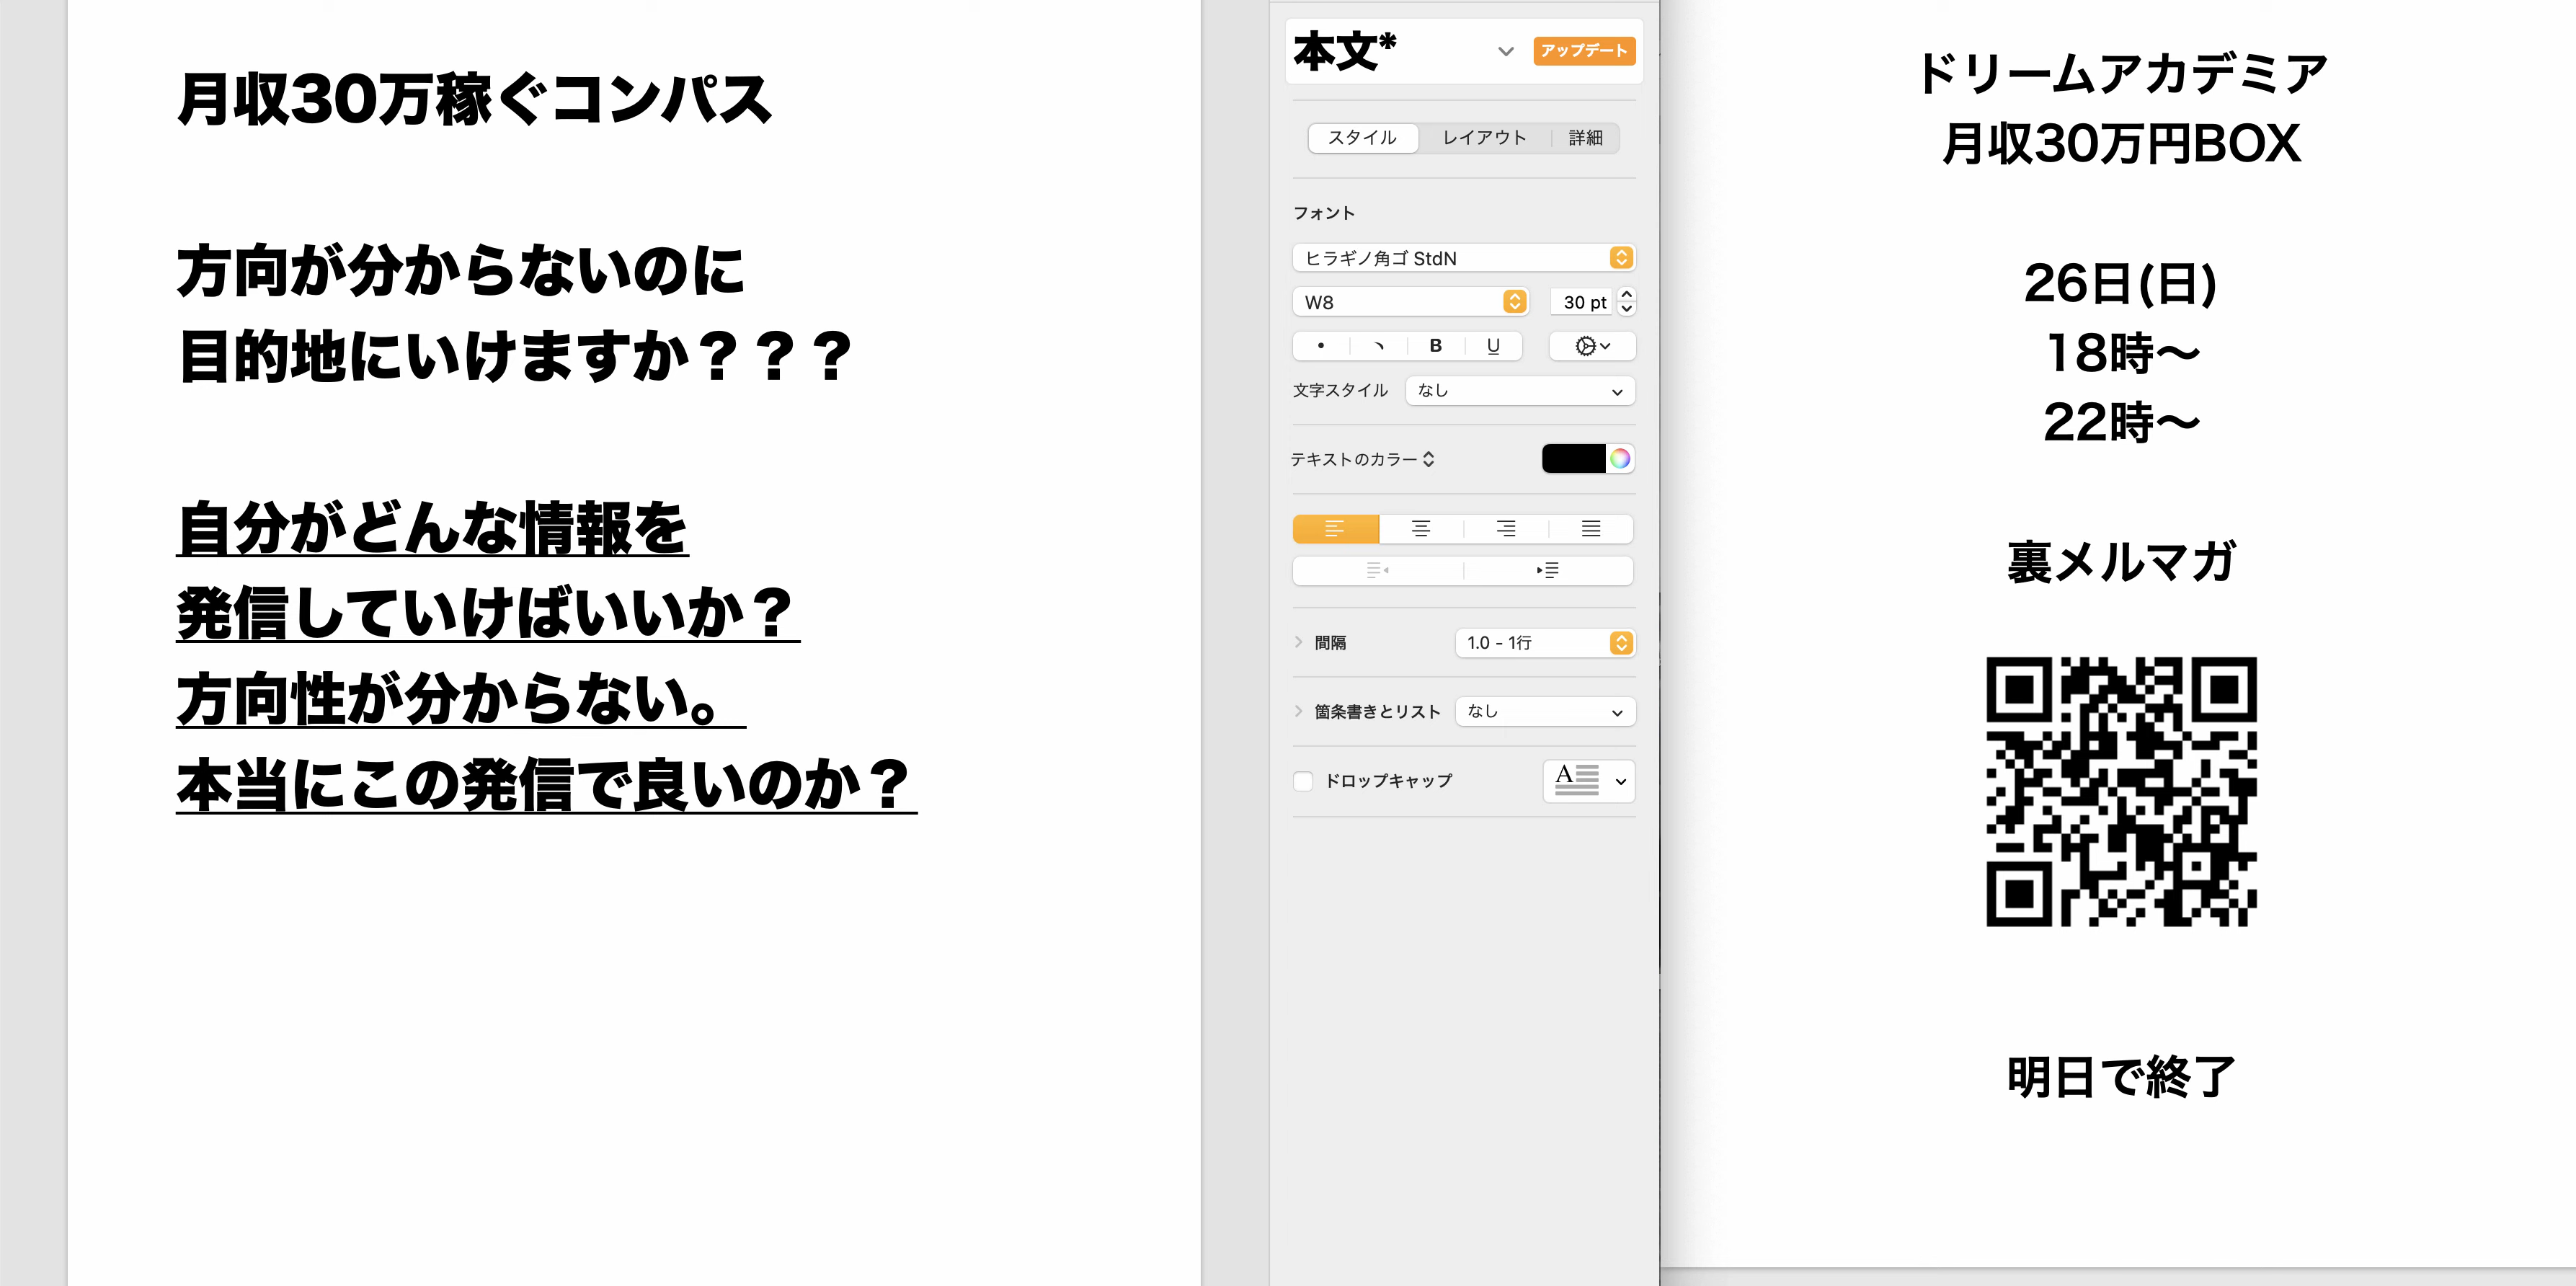 月収30万稼ぐコンパス
方向が分からないのに
目的地にいけますか？？？
自分がどんな情報を
発信していけばいいか？
方向性が分からない。
本当にこの発信で良いのか？
本文*
アップデート
スタイル
レイアウト
詳細
フォント
ヒラギノ角ゴ StdN
W8
30 pt
B
U
文字スタイル
なし
テキストのカラー
間隔
1.0 - 1行
箇条書きとリスト
なし
ドロップキャップ
A
ドリームアカデミア
月収30万円BOX
26日(日)
18時〜
22時〜
裏メルマガ
明日で終了